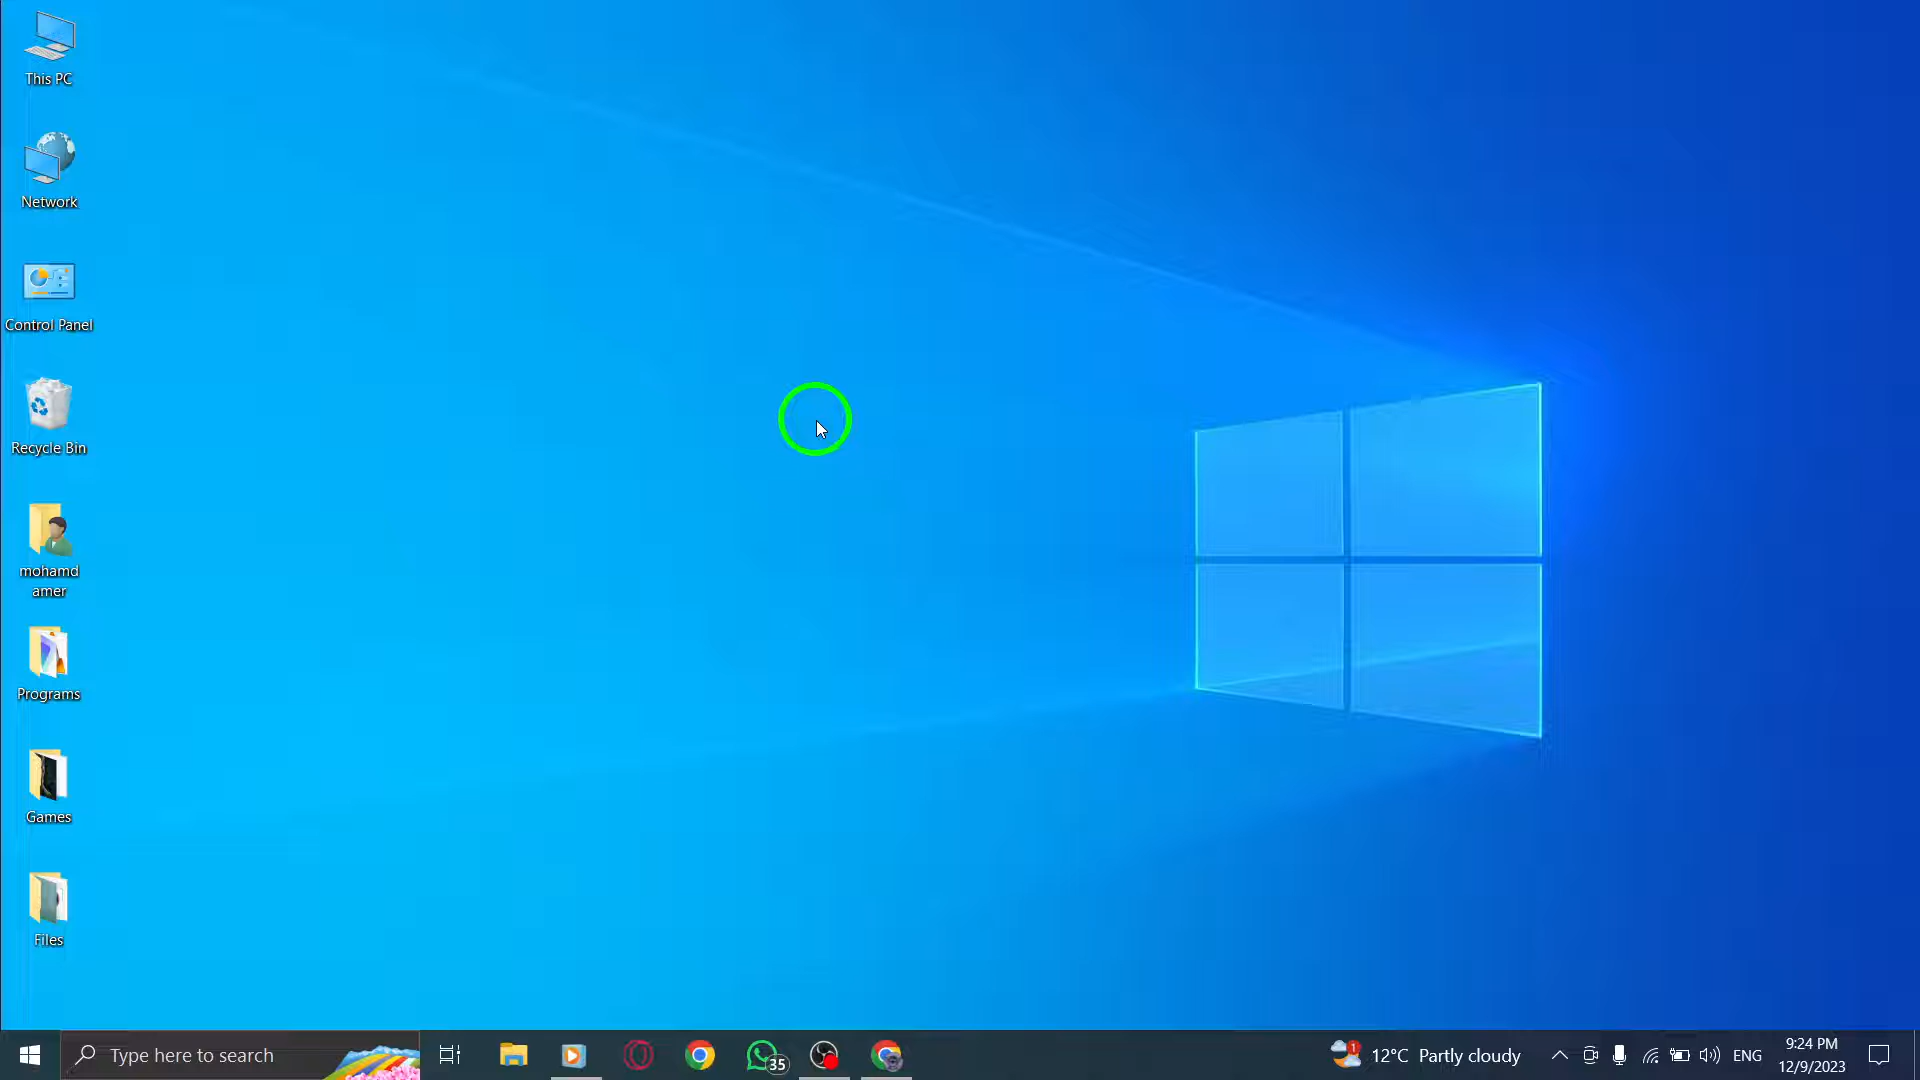 This PC
Network
Control Panel
Recycle Bin
mohamd
amer
Programs
Games
Files
Type here to search
35
1
12°C Partly cloudy
ENG
9:24 PM
12/9/2023